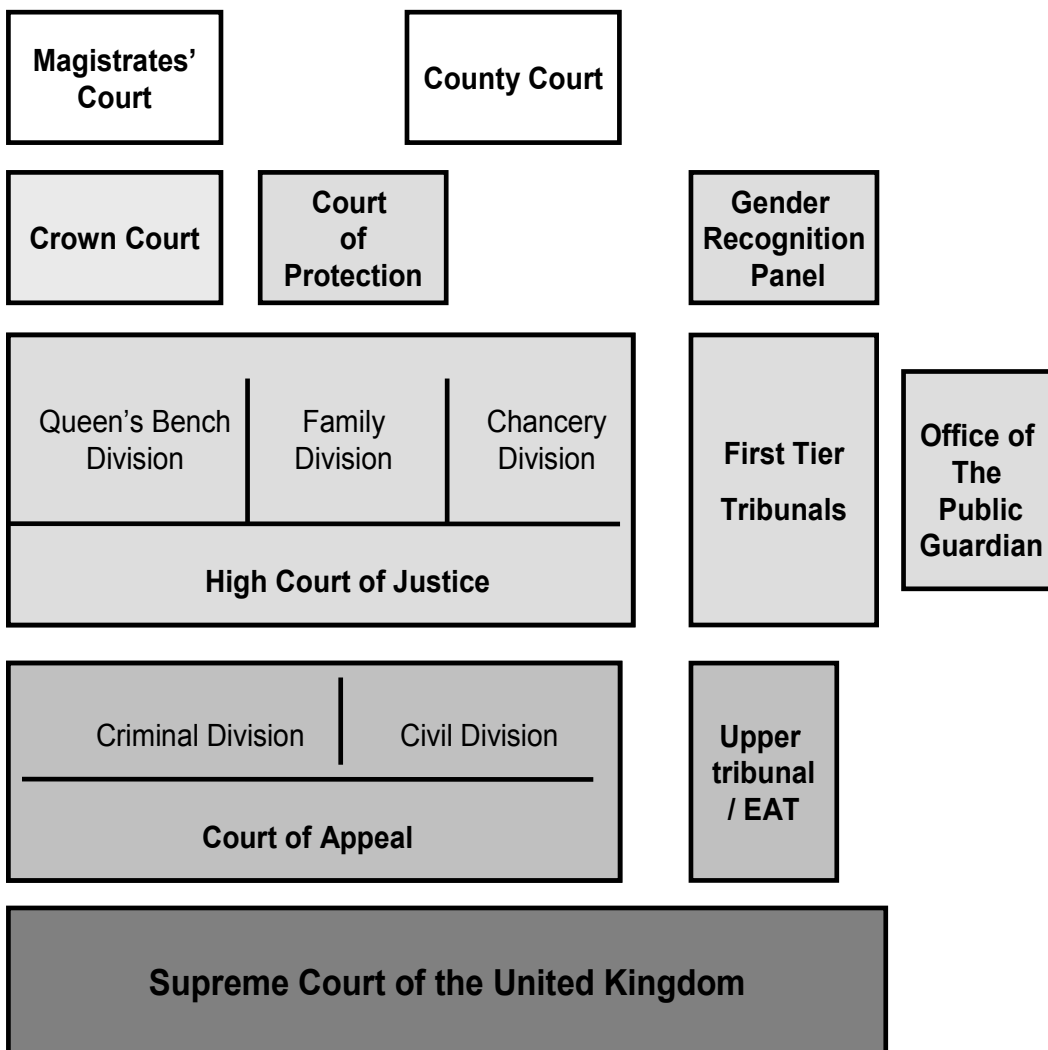 Magistrates’
Court
County Court
Crown Court
Court
of
Protection
Gender
Recognition
Panel
Queen’s Bench
Division
Family
Division
Chancery
Division
High Court of Justice
First Tier
Tribunals
Office of
The
Public
Guardian
Criminal Division
Civil Division
Court of Appeal
Upper
tribunal
/ EAT
Supreme Court of the United Kingdom